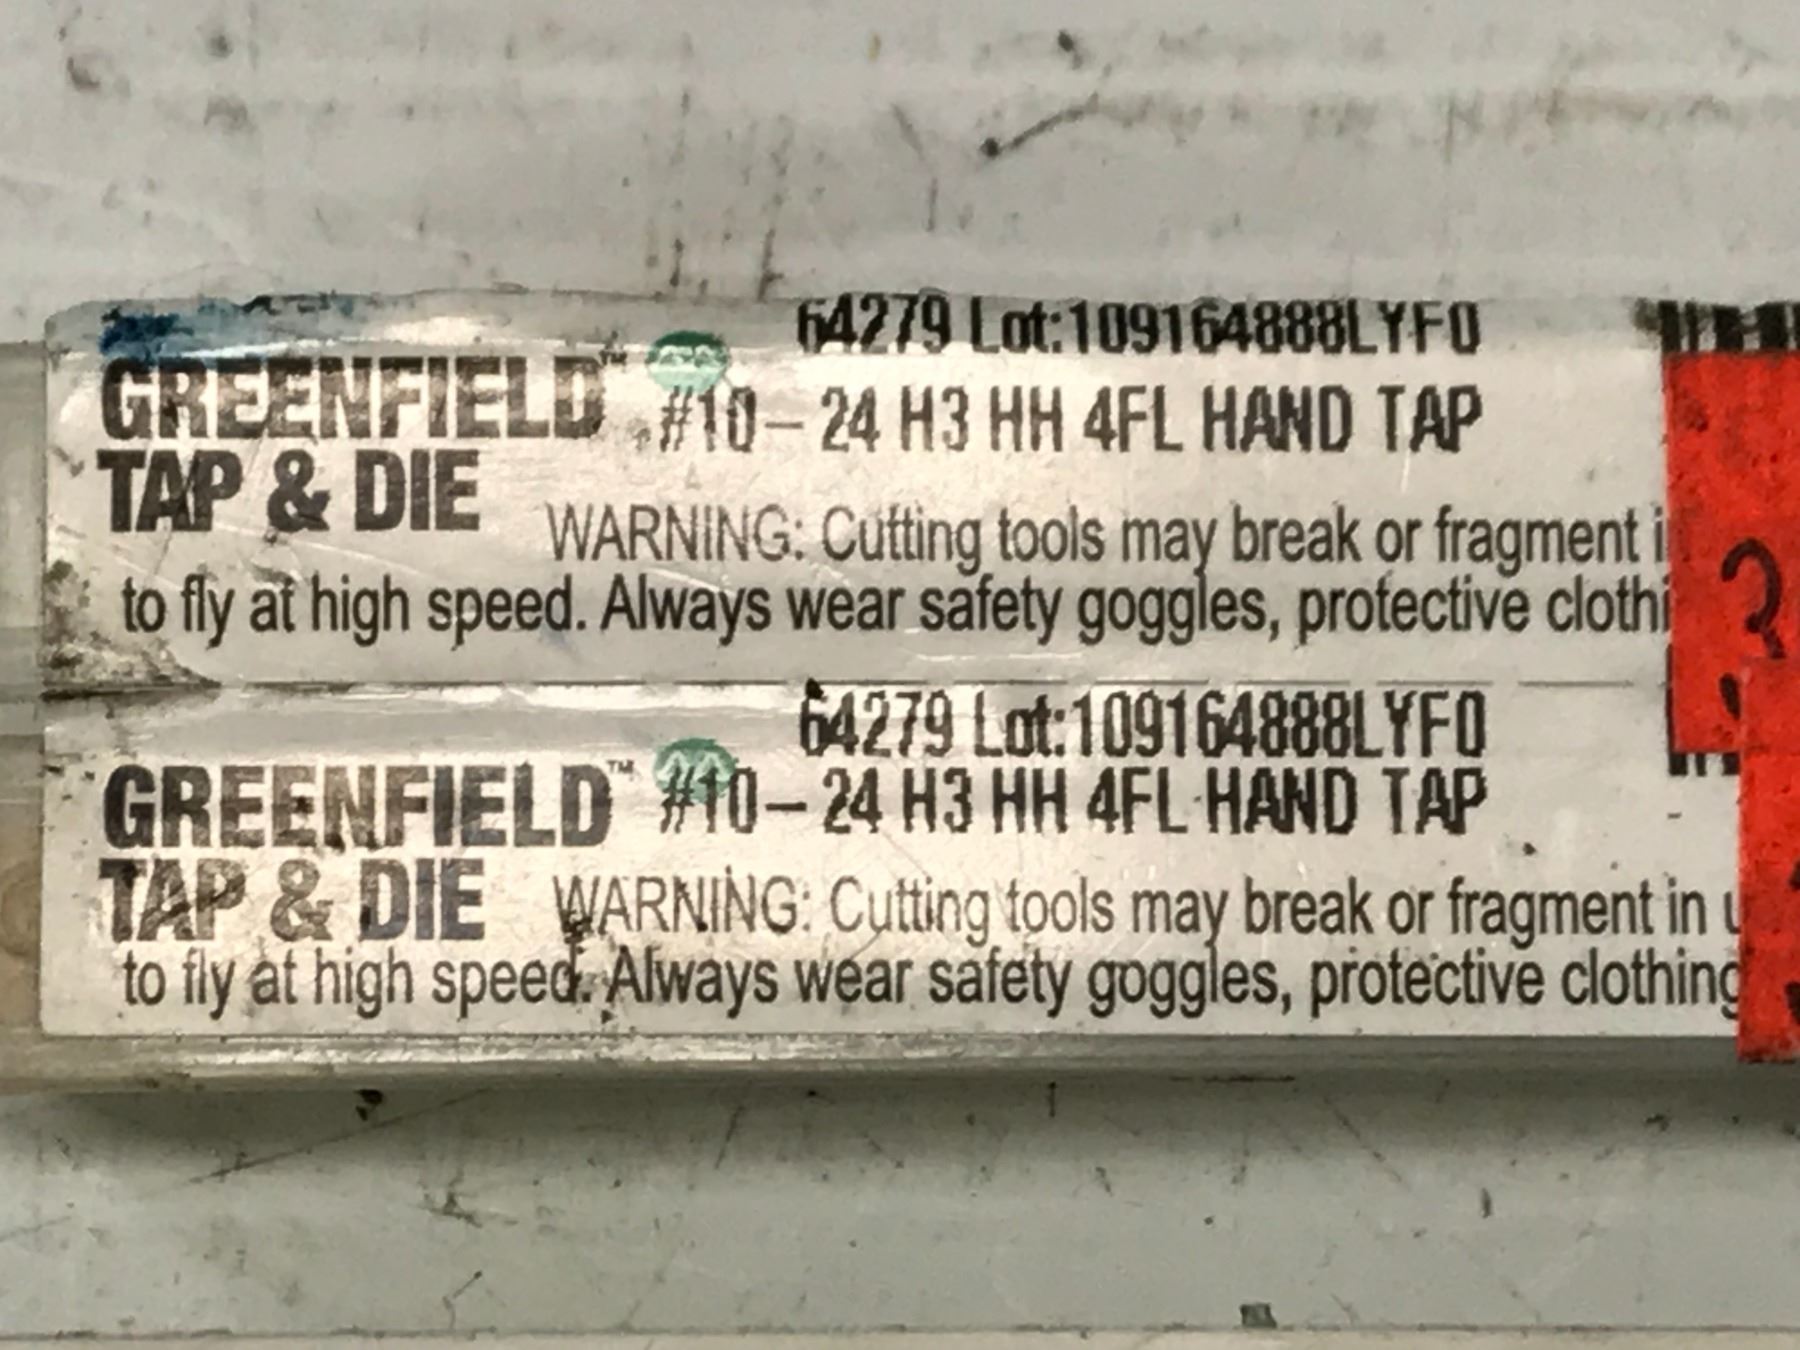 64279 Lot:109164888LYF0
GREENFIELD™
#10– 24 H3 HH 4FL HAND TAP
TAP & DIE
WARNING: Cutting tools may break or fragment i
to fly at high speed. Always wear safety goggles, protective clothi
64279 Lot:109164888LYF0
GREENFIELD™
#10– 24 H3 HH 4FL HAND TAP
TAP & DIE
WARNING: Cutting tools may break or fragment in u
to fly at high speed. Always wear safety goggles, protective clothing